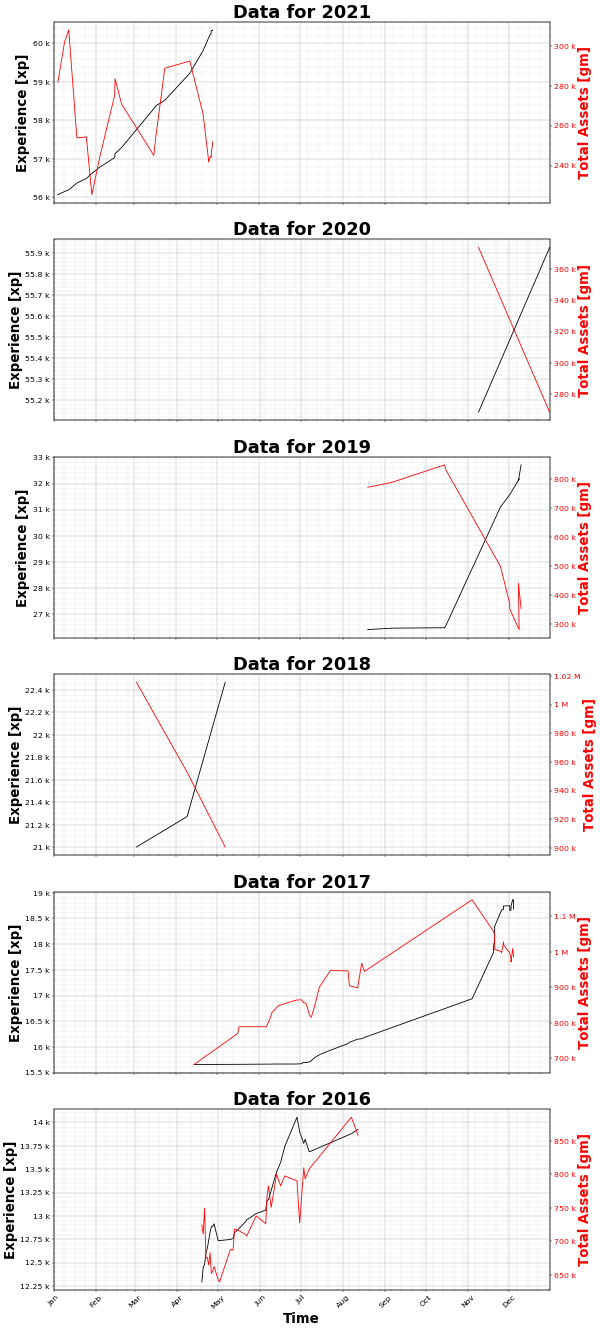 Data for 2021
60 k
59 k
58 k
57 k
56 k
Experience [xp]
300 k
280 k
260 k
240 k
Total Assets [gm]
Data for 2020
55.9 k
55.8 k
55.7 k
55.6 k
55.5 k
55.4 k
55.3 k
55.2 k
Experience [xp]
360 k
340 k
320 k
300 k
280 k
Total Assets [gm]
Data for 2019
33 k
32 k
31 k
30 k
29 k
28 k
27 k
Experience [xp]
800 k
700 k
600 k
500 k
400 k
300 k
Total Assets [gm]
Data for 2018
22.4 k
22.2 k
22 k
21.8 k
21.6 k
21.4 k
21.2 k
21 k
Experience [xp]
1.02 M
1 M
980 k
960 k
940 k
920 k
900 k
Total Assets [gm]
Data for 2017
19 k
18.5 k
18 k
17.5 k
17 k
16.5 k
16 k
15.5 k
Experience [xp]
1.1 M
1 M
900 k
800 k
700 k
Total Assets [gm]
Data for 2016
14 k
13.75 k
13.5 k
13.25 k
13 k
12.75 k
12.5 k
12.25 k
Experience [xp]
850 k
800 k
750 k
700 k
650 k
Total Assets [gm]
Jan Feb Mar Apr May Jun Jul Aug Sep Oct Nov Dec
Time